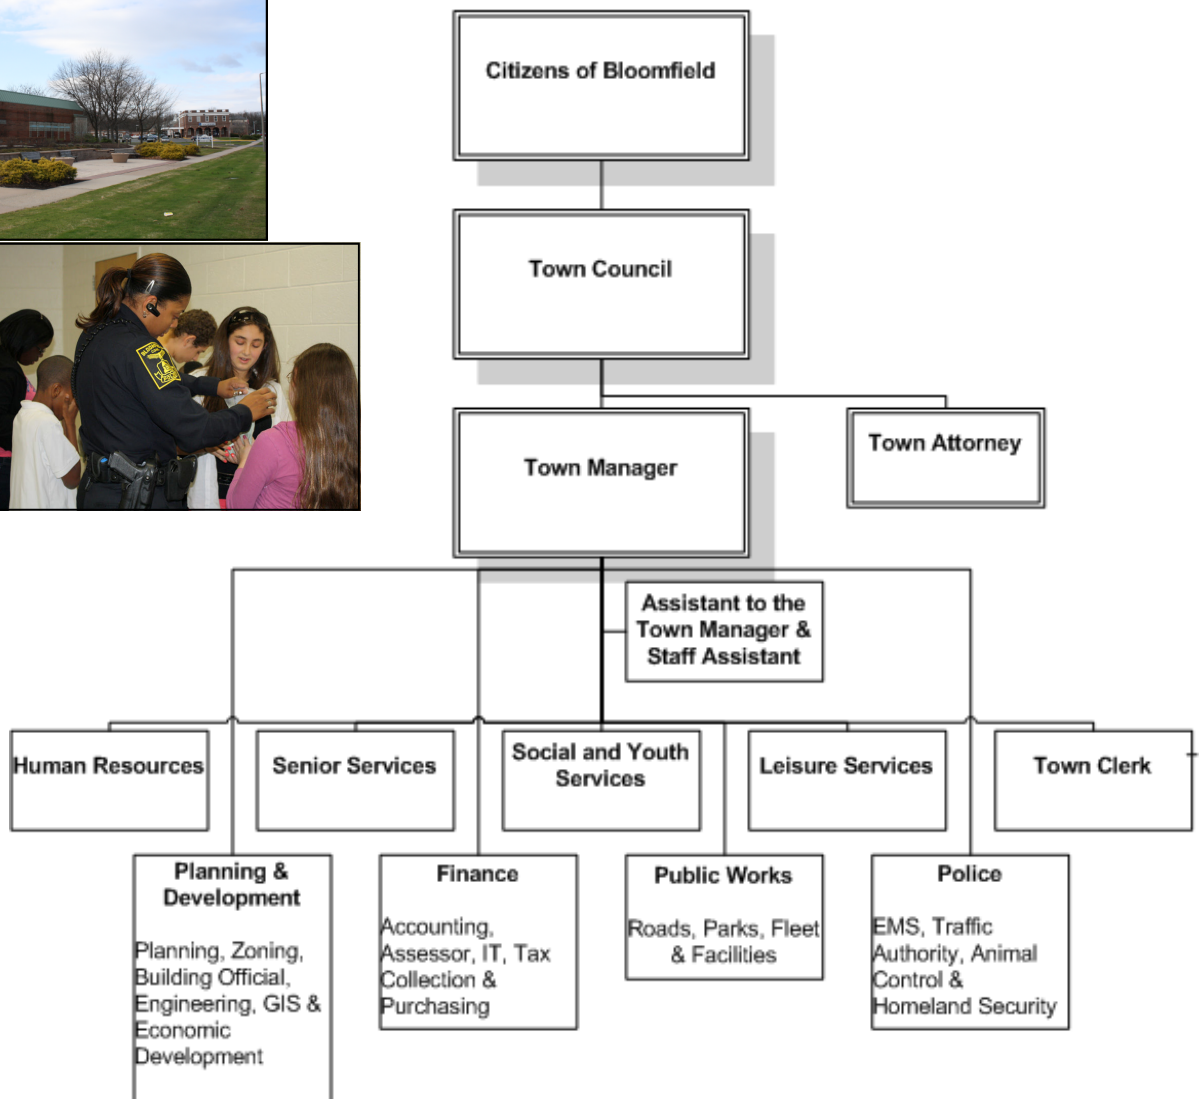 Citizens of Bloomfield
Town Council
Town Manager
Town Attorney
Assistant to the
Town Manager &
Staff Assistant
Human Resources
Senior Services
Social and Youth
Services
Leisure Services
Town Clerk
Planning &
Development
Planning, Zoning,
Building Official,
Engineering, GIS &
Economic
Development
Finance
Accounting,
Assessor, IT, Tax
Collection &
Purchasing
Public Works
Roads, Parks, Fleet
& Facilities
Police
EMS, Traffic
Authority, Animal
Control &
Homeland Security